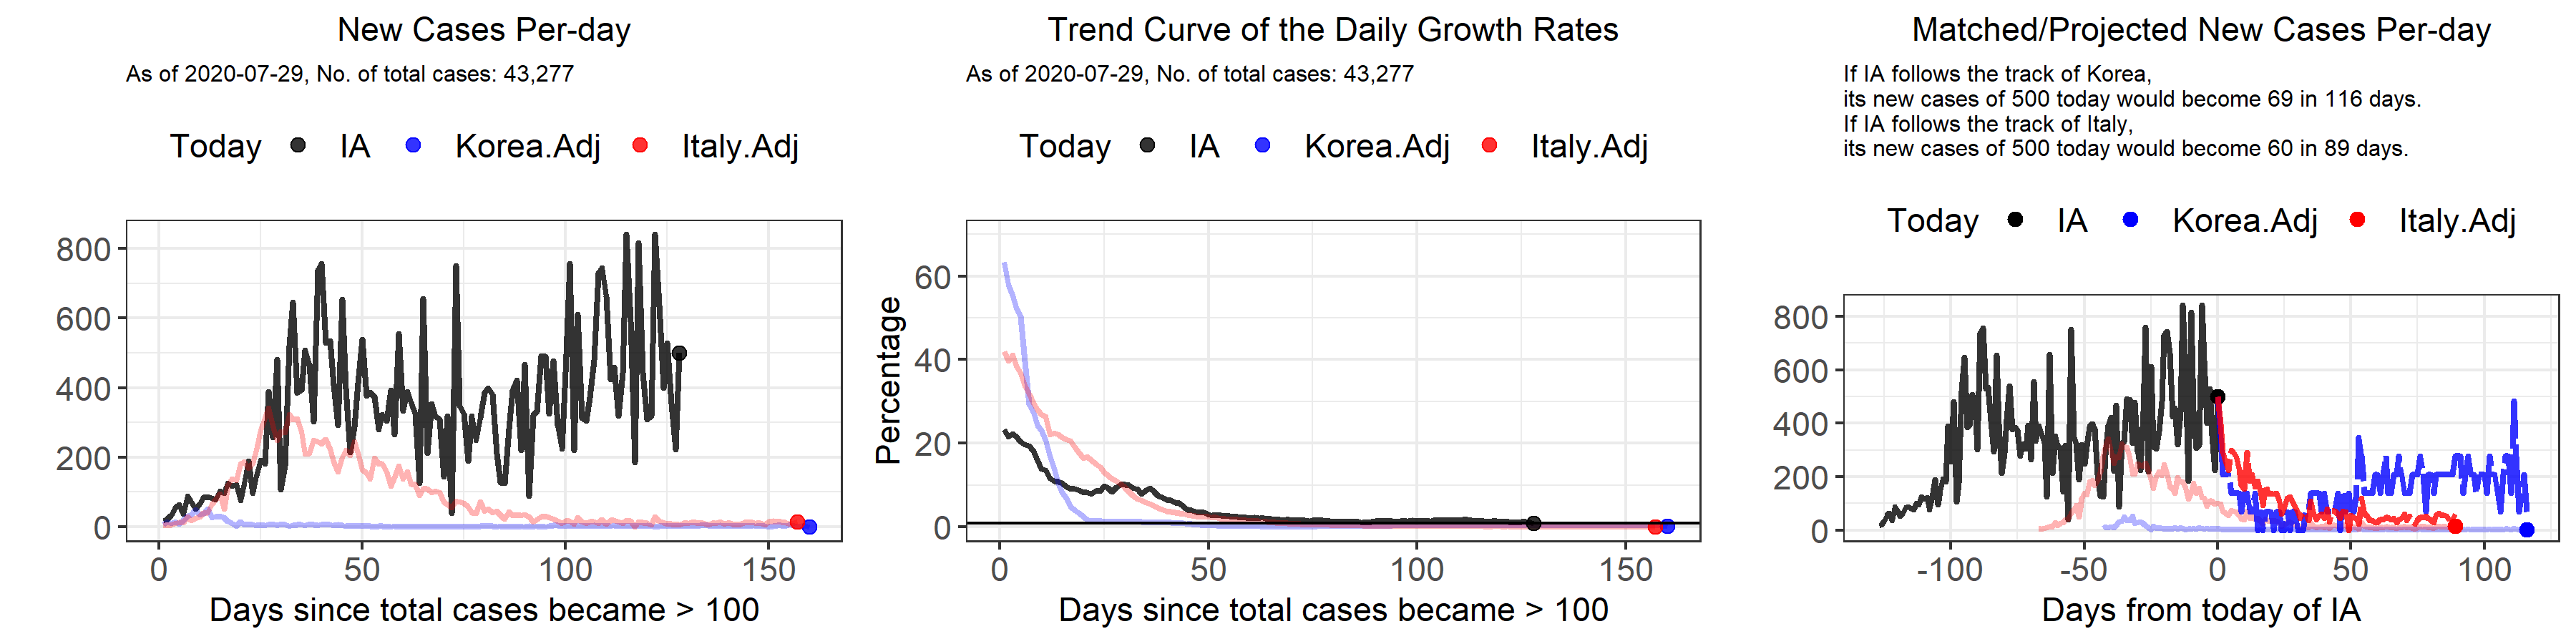 New Cases Per-day
As of 2020-07-29, No. of total cases: 43,277
Today IA Korea.Adj Italy.Adj
800
600
400
200
0
0 50 100 150
Days since total cases became > 100
Trend Curve of the Daily Growth Rates
As of 2020-07-29, No. of total cases: 43,277
Today IA Korea.Adj Italy.Adj
Percentage
60
40
20
0
0 50 100 150
Days since total cases became > 100
Matched/Projected New Cases Per-day
If IA follows the track of Korea,
its new cases of 500 today would become 69 in 116 days.
If IA follows the track of Italy,
its new cases of 500 today would become 60 in 89 days.
Today IA Korea.Adj Italy.Adj
800
600
400
200
0
-100 -50 0 50 100
Days from today of IA